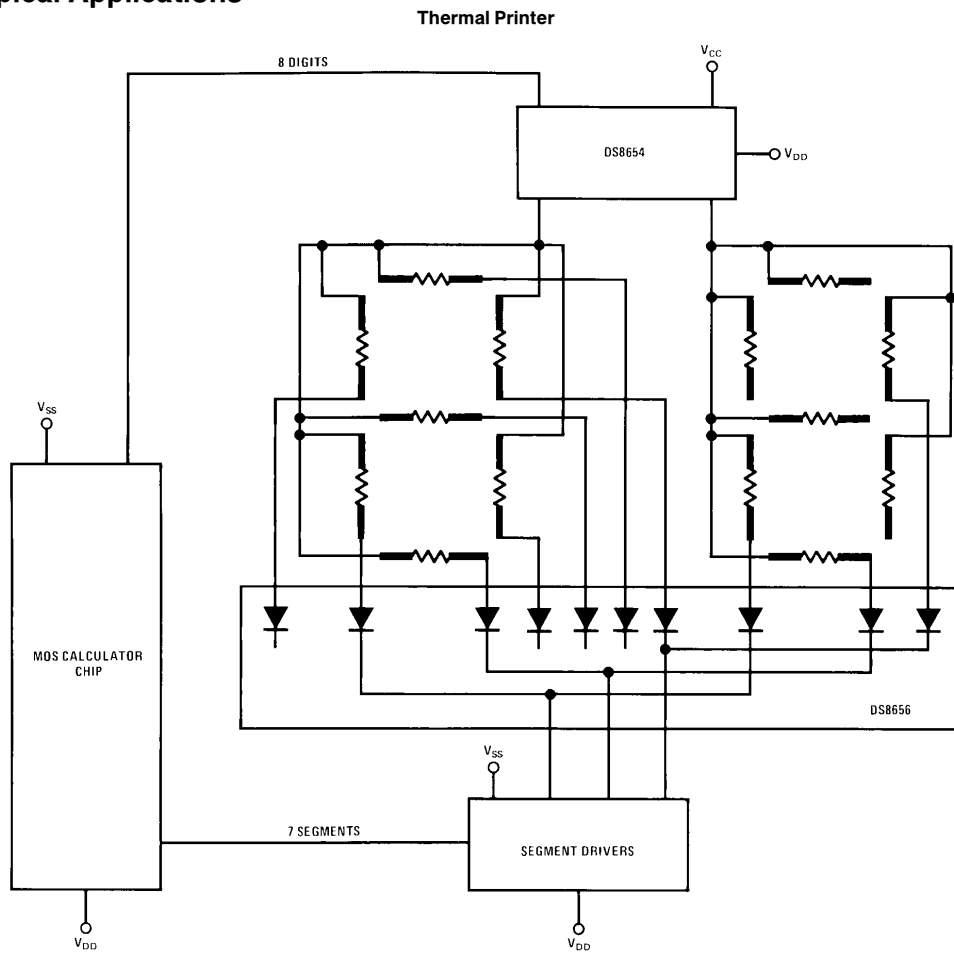 Applications
Thermal Printer
8 DIGITS
VCC
DS8654
VDD
VSS
MOS CALCULATOR
CHIP
DS8656
VSS
7 SEGMENTS
SEGMENT DRIVERS
VDD
VDD